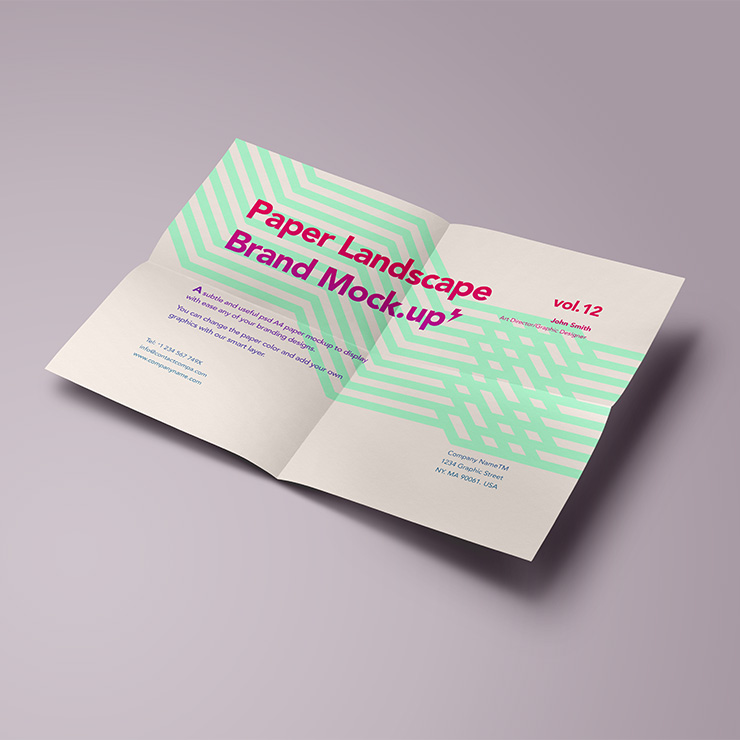 Paper Landscape
Brand Mock.up
vol.12
John Smith
Art Director/Graphic Designer
A subtle and useful psd A4 paper mockup to display
with ease any of your branding designs.
You can change the paper color and add your own
graphics with our smart layer.
Tel: +1 234 567 749X
info@contactcompa.com
www.companyname.com
Company NameTM
1234 Graphic Street
NY. MA 90061. USA